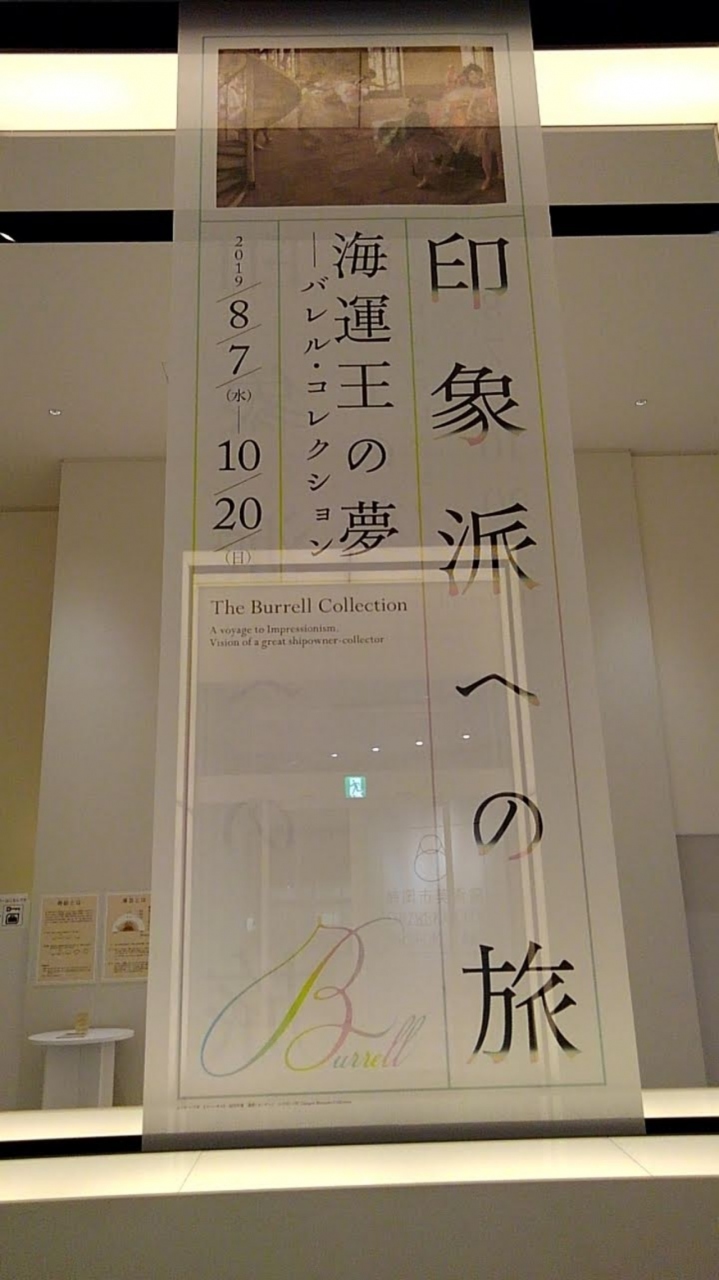 印象派への旅
海運王の夢
―バレル・コレクション
2019
8/7(水)―10/20(日)
The Burrell Collection
A voyage to Impressionism.
Vision of a great shipowner-collector
Burrell